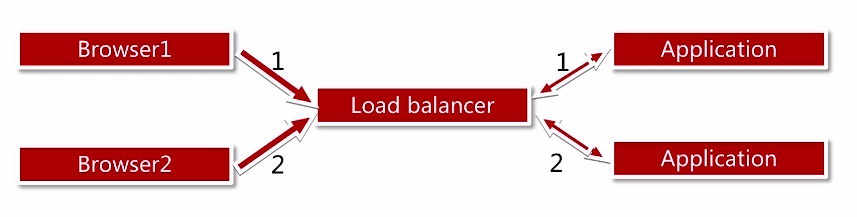 Browser1
1
Load balancer
1
Application
Browser2
2
2
Application